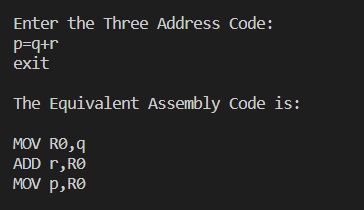 Enter the Three Address Code:
p=q+r
exit
The Equivalent Assembly Code is:
MOV R0,q
ADD r,R0
MOV p,R0